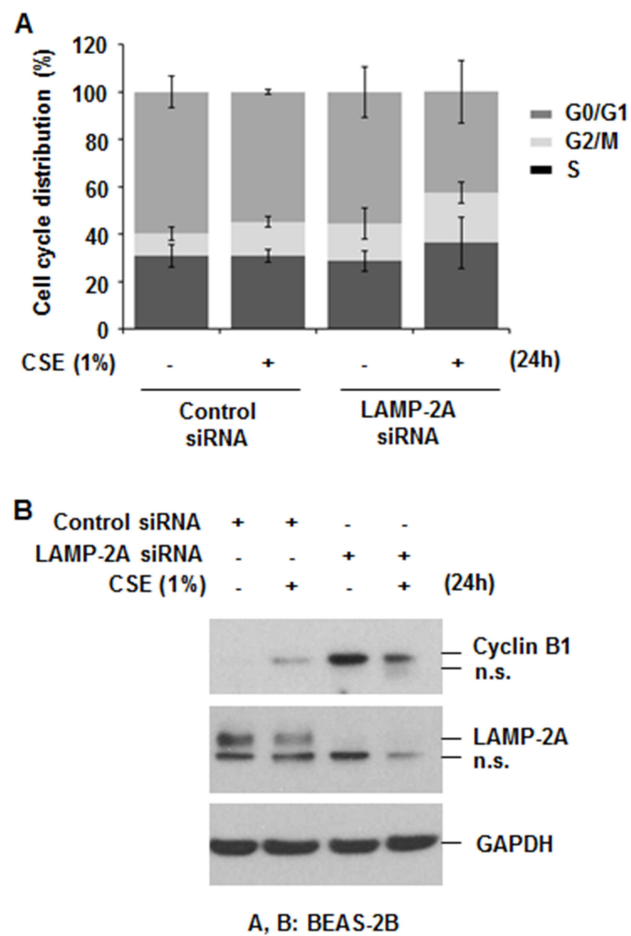 A
Cell cycle distribution (%)
120
100
80
60
40
20
0
G0/G1
G2/M
S
CSE (1%) - + - + (24h)
Control siRNA
LAMP-2A siRNA
B
Control siRNA + + - -
LAMP-2A siRNA - - + +
CSE (1%) - + - + (24h)
Cyclin B1
n.s.
LAMP-2A
n.s.
GAPDH
A, B: BEAS-2B